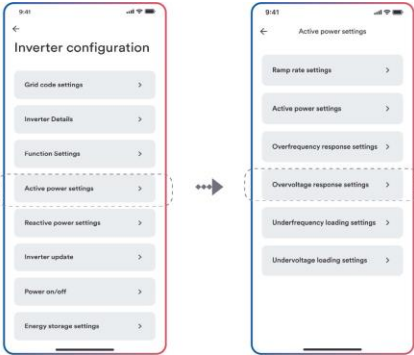 9:41
Inverter configuration
Grid code settings
Inverter Details
Function Settings
Active power settings
Reactive power settings
Inverter update
Power on/off
Energy storage settings
9:41
Active power settings
Ramp rate settings
Active power settings
Overfrequency response settings
Overvoltage response settings
Underfrequency loading settings
Undervoltage loading settings